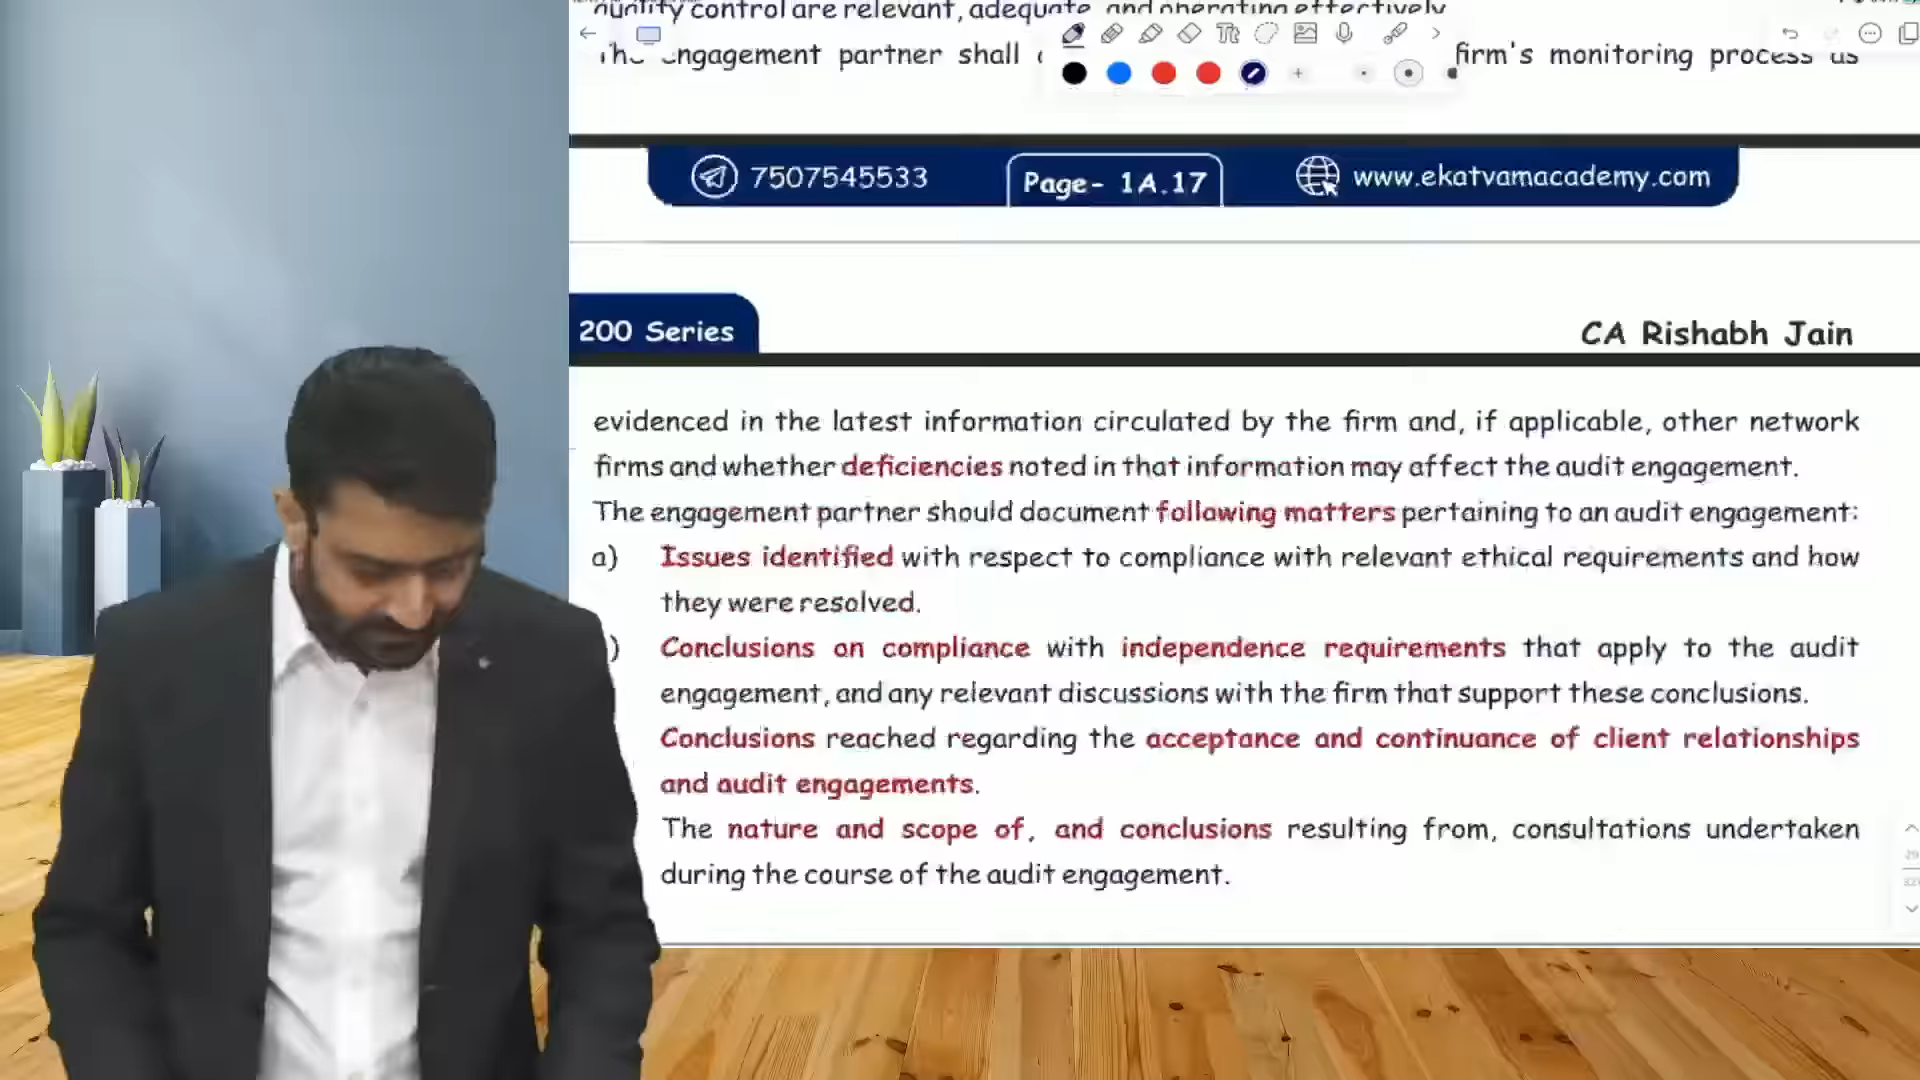 quality control are relevant, adequate and operating effectively
The engagement partner shall
firm's monitoring process as
7507545533
Page- 1A.17
www.ekatvamacademy.com
200 Series
CA Rishabh Jain
evidenced in the latest information circulated by the firm and, if applicable, other network
firms and whether deficiencies noted in that information may affect the audit engagement.
The engagement partner should document following matters pertaining to an audit engagement:
a) Issues identified with respect to compliance with relevant ethical requirements and how
they were resolved.
) Conclusions on compliance with independence requirements that apply to the audit
engagement, and any relevant discussions with the firm that support these conclusions.
Conclusions reached regarding the acceptance and continuance of client relationships
and audit engagements.
The nature and scope of, and conclusions resulting from, consultations undertaken
during the course of the audit engagement.